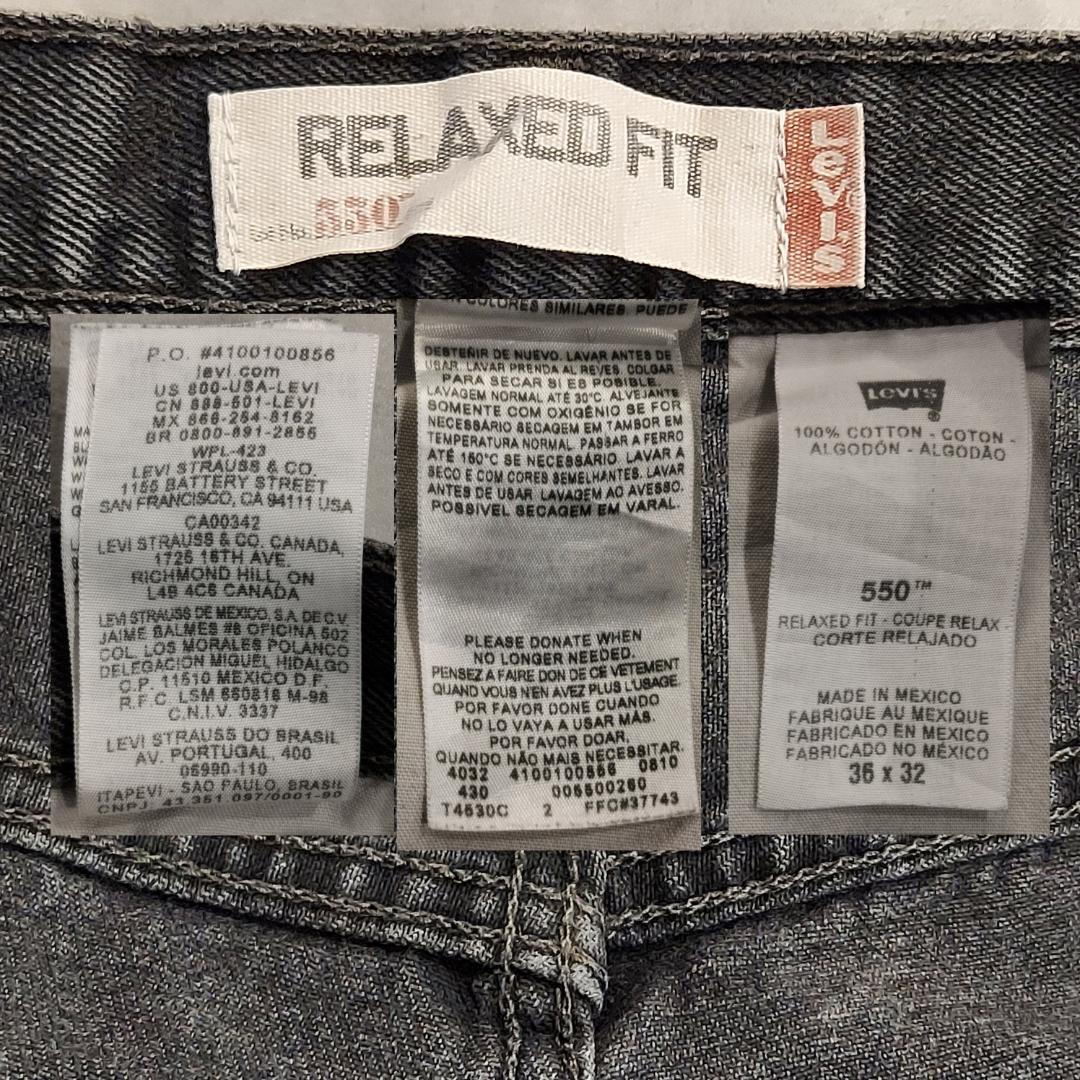 RELAXED FIT
550
LEVI'S
P.O. #4100100856
levi.com
US 800-USA-LEVI
CN 888-501-LEVI
MX 866-264-8162
BR 0800-891-2855
WPL-423
LEVI STRAUSS & CO.
1155 BATTERY STREET
SAN FRANCISCO, CA 94111 USA
CA00342
LEVI STRAUSS & CO. CANADA,
1725 16TH AVE.
RICHMOND HILL, ON
L4B 4C6 CANADA
LEVI STRAUSS DE MEXICO, S.A. DE C.V.
JAIME BALMES #8 OFICINA 502
COL. LOS MORALES POLANCO
DELEGACION MIGUEL HIDALGO
C.P. 11510 MEXICO D.F.
R.F.C. LSM 660816 M-98
C.N.I.V. 3337
LEVI STRAUSS DO BRASIL
AV. PORTUGAL, 400
06990-110
ITAPEVI - SAO PAULO, BRASIL
CNPJ: 43.351.097/0001-90
COLORES SIMILARES. PUEDE
DESTEÑIR DE NUEVO. LAVAR ANTES DE
USAR. LAVAR PRENDA AL REVES. COLGAR
PARA SECAR SI ES POSIBLE.
LAVAGEM NORMAL ATÉ 30°C. ALVEJANTE
SOMENTE COM OXIGÊNIO SE FOR
NECESSÁRIO SECAGEM EM TAMBOR EM
TEMPERATURA NORMAL. PASSAR A FERRO
ATÉ 150°C SE NECESSÁRIO. LAVAR A
SECO E COM CORES SEMELHANTES. LAVAR
ANTES DE USAR. LAVAGEM AO AVESSO.
POSSIVEL SECAGEM EM VARAL.
PLEASE DONATE WHEN
NO LONGER NEEDED.
PENSEZ A FAIRE DON DE CE VETEMENT
QUAND VOUS N'EN AVEZ PLUS L'USAGE.
POR FAVOR DONE CUANDO
NO LO VAYA A USAR MÁS.
POR FAVOR DOAR,
QUANDO NÃO MAIS NECESSITAR.
4032 4100100856 0810
430 006500260
T4530C 2 FFC#37743
LEVI'S
®
100% COTTON - COTON -
ALGODÓN - ALGODÃO
550™
RELAXED FIT - COUPE RELAX -
CORTE RELAJADO
MADE IN MEXICO
FABRIQUE AU MEXIQUE
FABRICADO EN MEXICO
FABRICADO NO MÉXICO
36 x 32